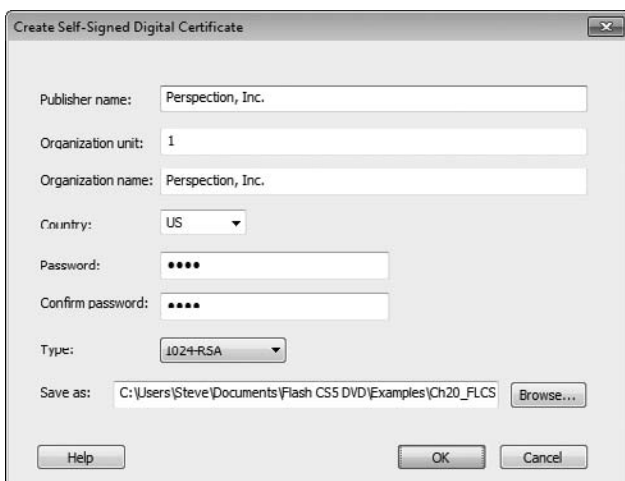 Create Self-Signed Digital Certificate
Publisher name: Perspection, Inc.
Organization unit: 1
Organization name: Perspection, Inc.
Country: US
Password: ••••
Confirm password: ••••
Type: 1024-RSA
Save as: C:\Users\Steve\Documents\Flash CS5 DVD\Examples\Ch20_FLCS Browse...
Help OK Cancel